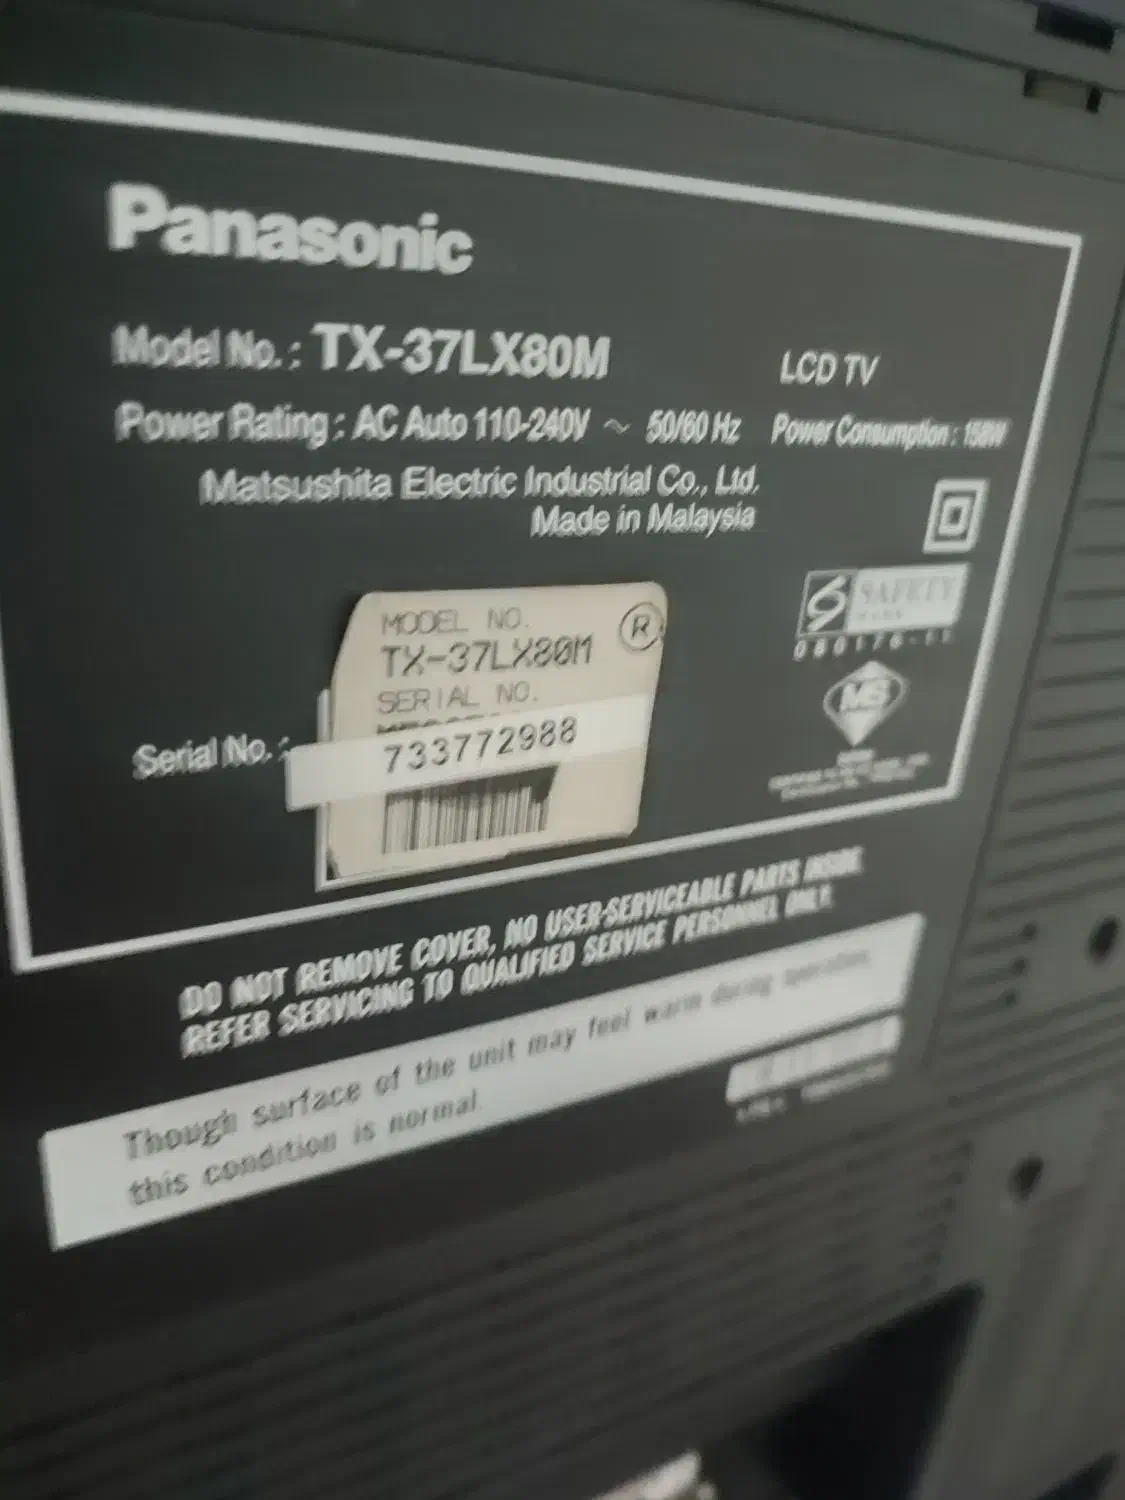 Panasonic
Model No. : TX-37LX80M
LCD TV
Power Rating : AC Auto 110-240V ~ 50/60 Hz
Power Consumption : 158W
Matsushita Electric Industrial Co., Ltd.
Made in Malaysia
SAFETY
MODEL NO.
R
TX-37LX80M
SERIAL NO.
MS
Serial No. :
733772988
DO NOT REMOVE COVER, NO USER-SERVICEABLE PARTS INSIDE
REFER SERVICING TO QUALIFIED SERVICE PERSONNEL ONLY.
Though surface of the unit may feel warm during operation,
this condition is normal.